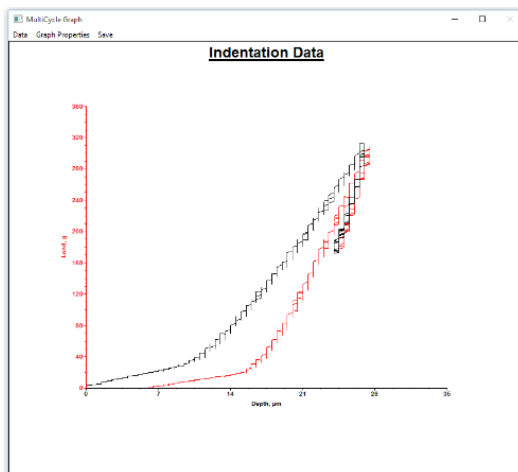 MultiCycle Graph
Data Graph Properties Save
Indentation Data
360
320
280
240
200
160
120
80
40
0
Load, g
0 7 14 21 28 35
Depth, µm